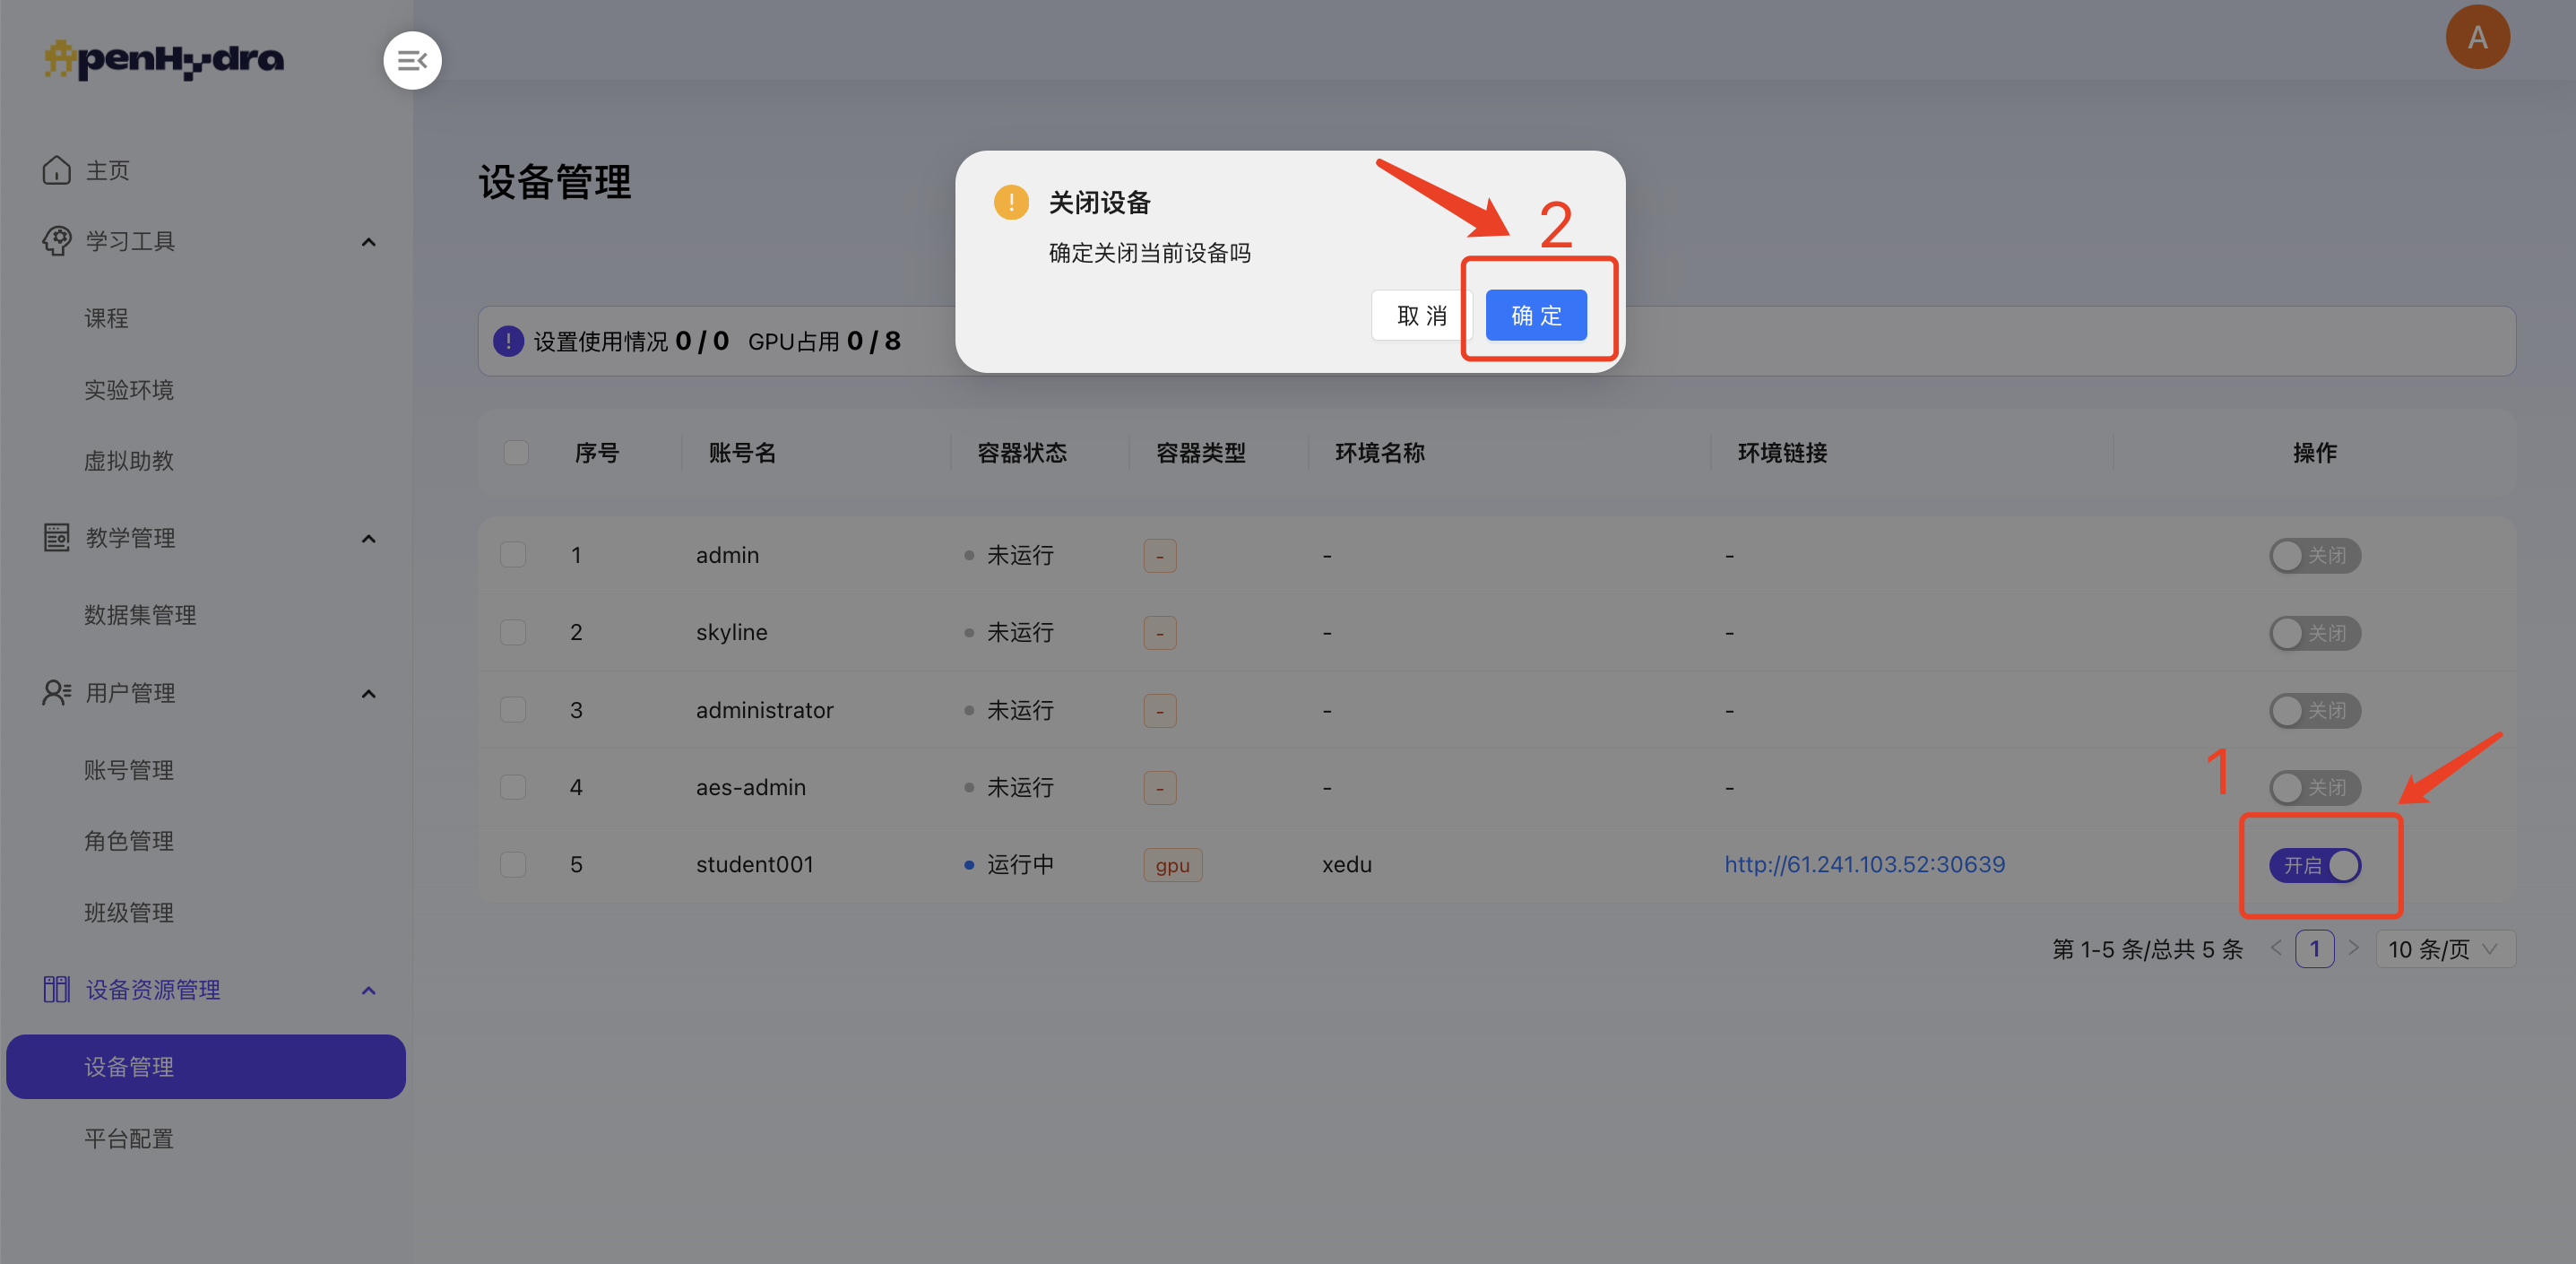 OpenHydra
A
主页
学习工具
课程
实验环境
虚拟助教
教学管理
数据集管理
用户管理
账号管理
角色管理
班级管理
设备资源管理
设备管理
平台配置
设备管理
关闭设备
确定关闭当前设备吗
取 消
确 定
2
设置使用情况 0 / 0 GPU占用 0 / 8
序号 账号名 容器状态 容器类型 环境名称 环境链接 操作
1 admin 未运行 - - - 关闭
2 skyline 未运行 - - - 关闭
3 administrator 未运行 - - - 关闭
4 aes-admin 未运行 - - - 关闭
1
5 student001 运行中 gpu xedu http://61.241.103.52:30639 开启
第 1-5 条/总共 5 条 < 1 > 10 条/页